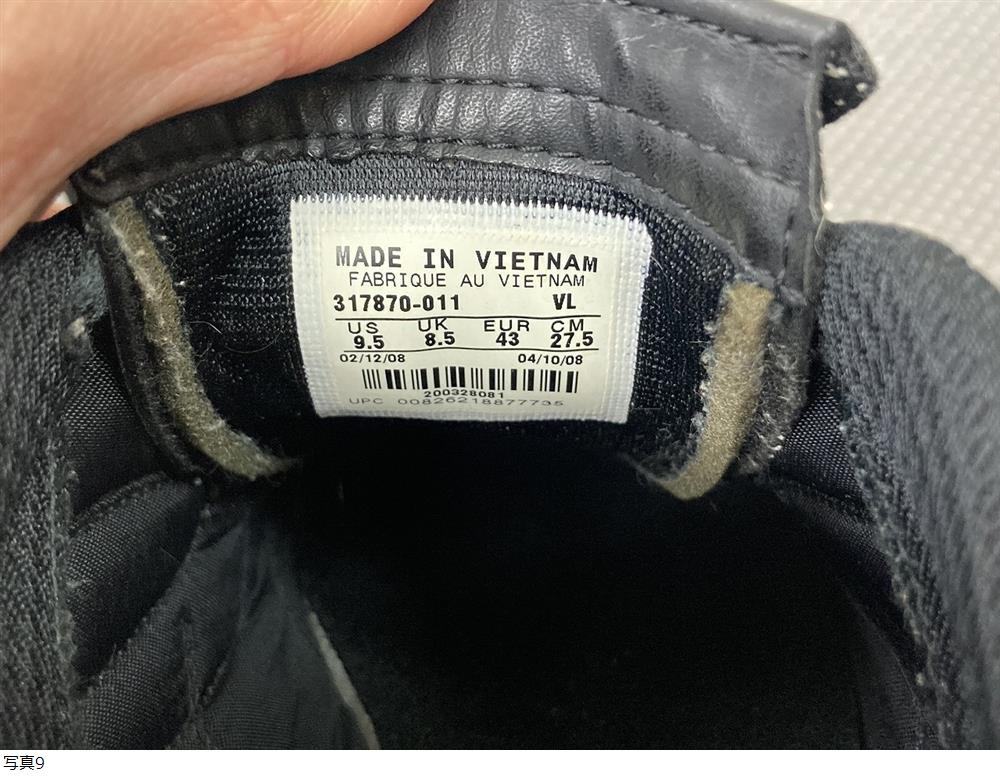 MADE IN VIETNAM
FABRIQUE AU VIETNAM
317870-011 VL
US UK EUR CM
9.5 8.5 43 27.5
02/12/08 04/10/08
200328081
UPC 00826218877735
写真9